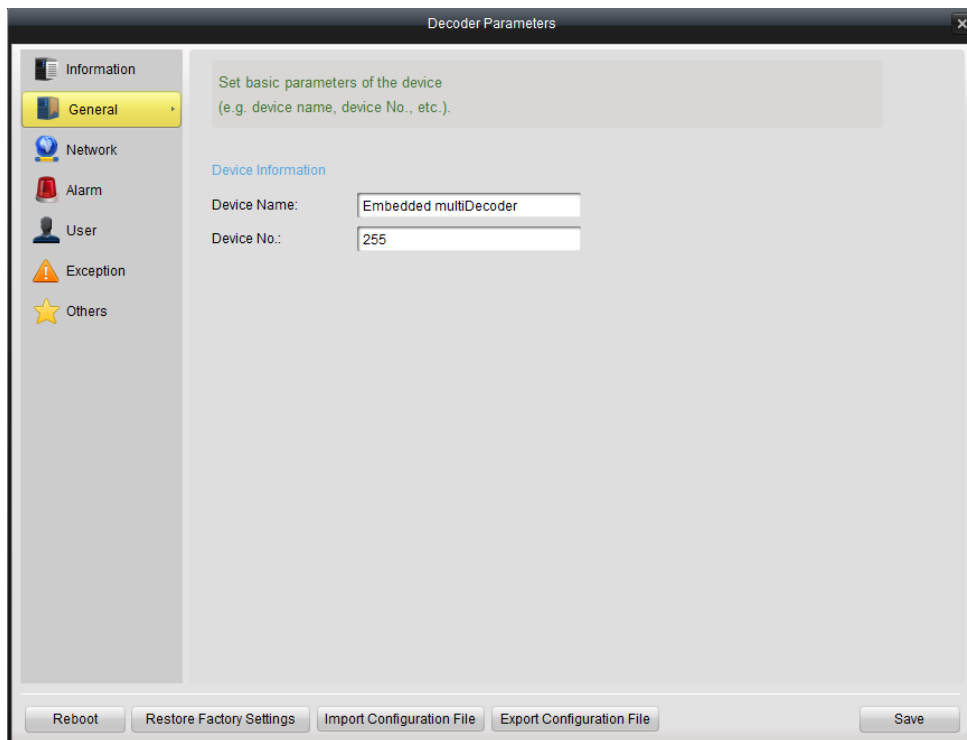 Decoder Parameters
Information
General
Network
Alarm
User
Exception
Others
Set basic parameters of the device
(e.g. device name, device No., etc.).
Device Information
Device Name: Embedded multiDecoder
Device No.: 255
Reboot Restore Factory Settings Import Configuration File Export Configuration File Save